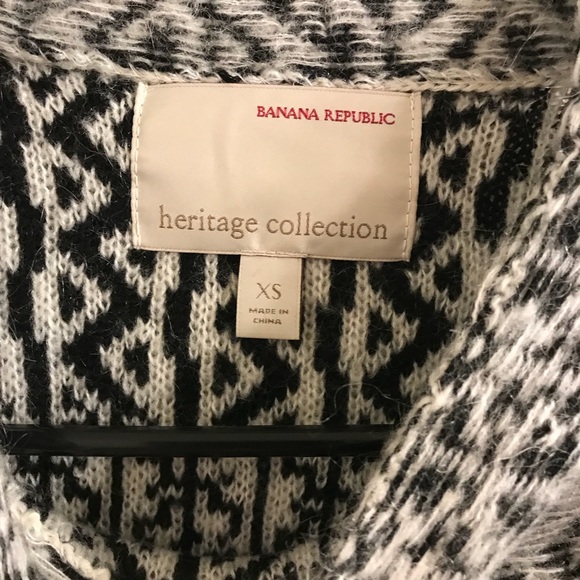 BANANA REPUBLIC
heritage collection
XS
MADE IN
CHINA